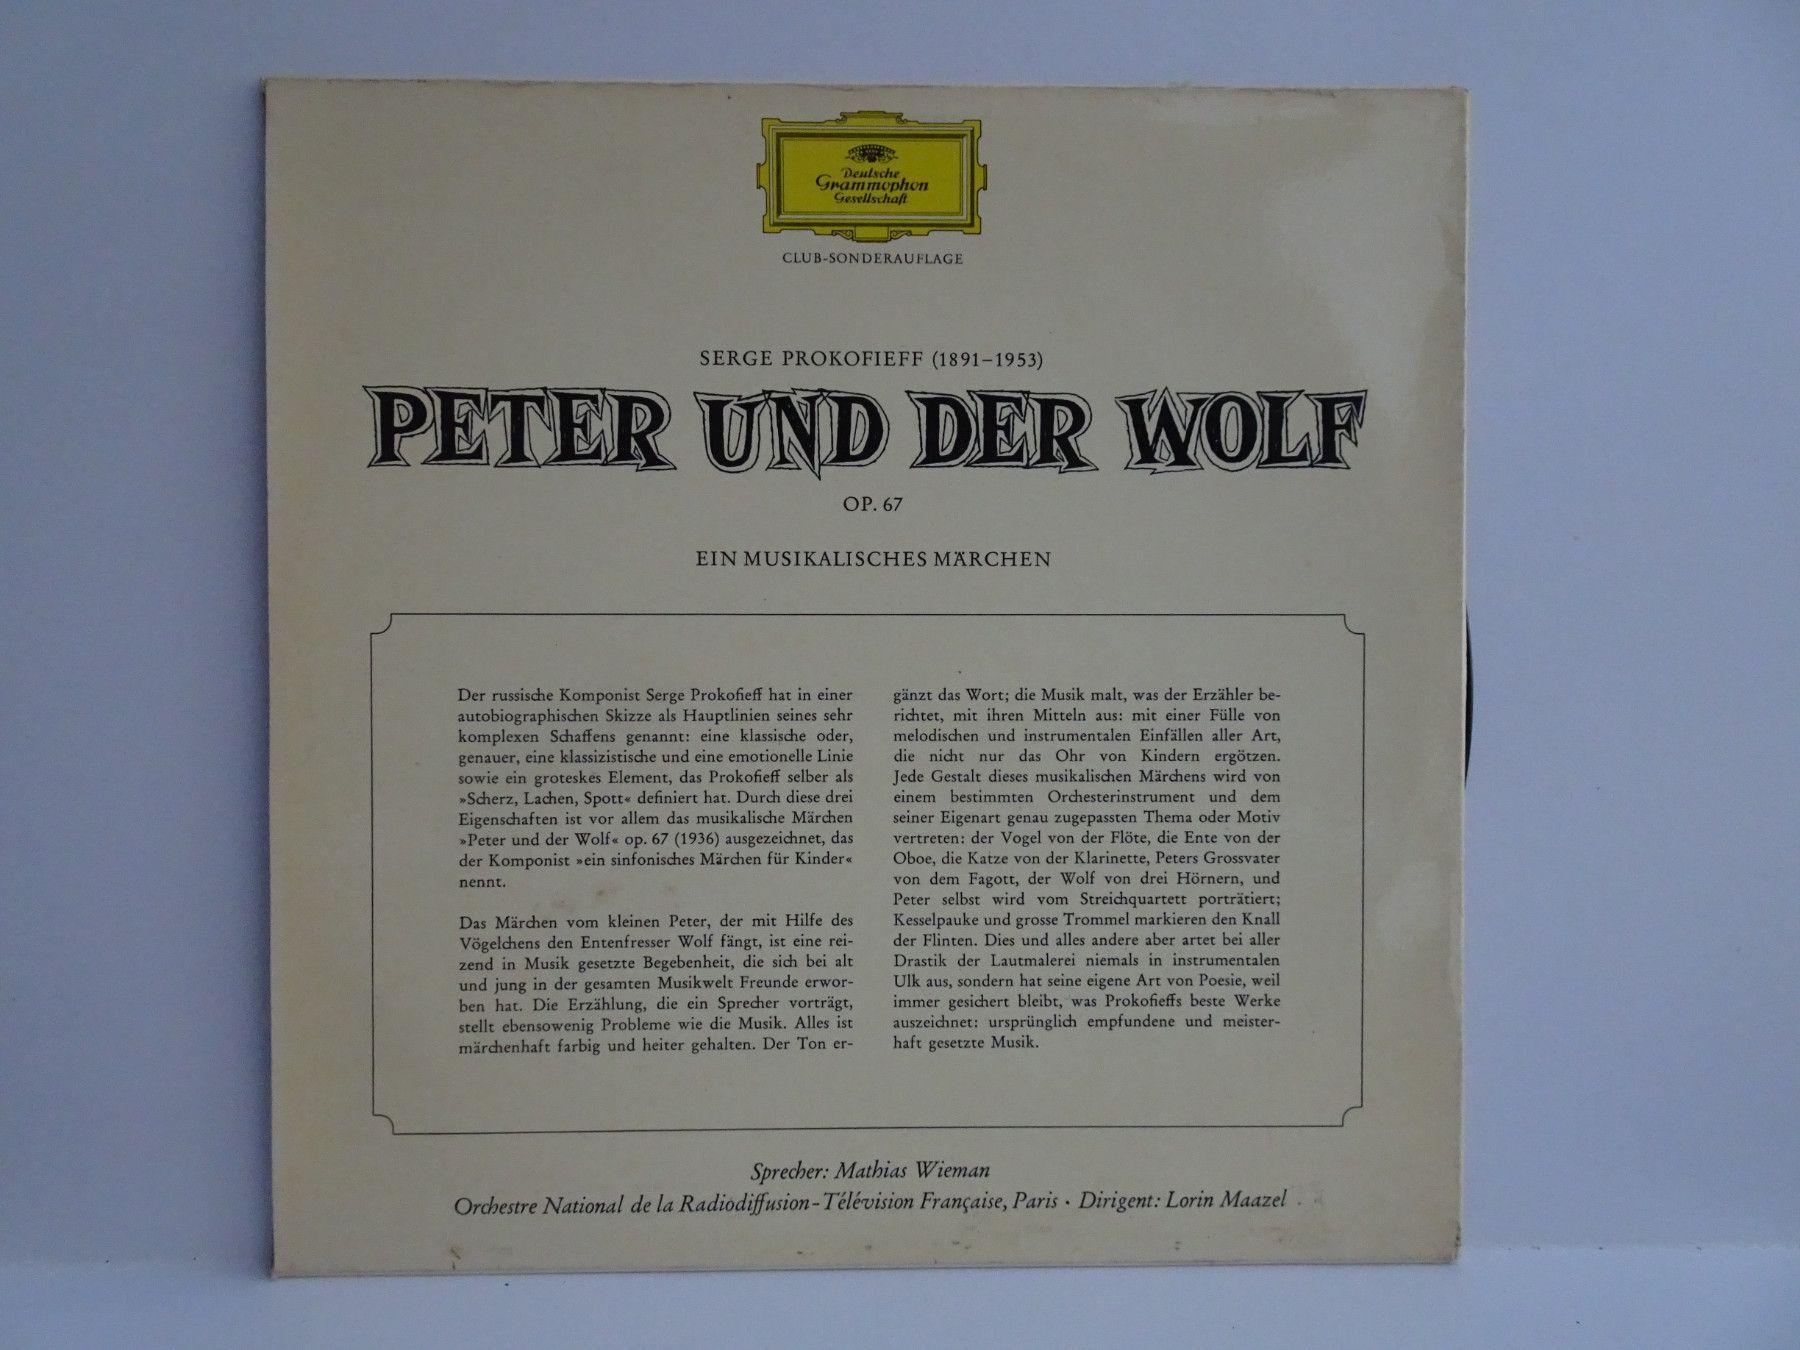 Deutsche
Grammophon
Gesellschaft
CLUB-SONDERAUFLAGE
SERGE PROKOFIEFF (1891–1953)
PETER UND DER WOLF
OP. 67
EIN MUSIKALISCHES MÄRCHEN
Der russische Komponist Serge Prokofieff hat in einer
autobiographischen Skizze als Hauptlinien seines sehr
komplexen Schaffens genannt: eine klassische oder,
genauer, eine klassizistische und eine emotionelle Linie
sowie ein groteskes Element, das Prokofieff selber als
»Scherz, Lachen, Spott« definiert hat. Durch diese drei
Eigenschaften ist vor allem das musikalische Märchen
»Peter und der Wolf« op. 67 (1936) ausgezeichnet, das
der Komponist »ein sinfonisches Märchen für Kinder«
nennt.
Das Märchen vom kleinen Peter, der mit Hilfe des
Vögelchens den Entenfresser Wolf fängt, ist eine rei-
zend in Musik gesetzte Begebenheit, die sich bei alt
und jung in der gesamten Musikwelt Freunde erwor-
ben hat. Die Erzählung, die ein Sprecher vorträgt,
stellt ebensowenig Probleme wie die Musik. Alles ist
märchenhaft farbig und heiter gehalten. Der Ton er-
gänzt das Wort; die Musik malt, was der Erzähler be-
richtet, mit ihren Mitteln aus: mit einer Fülle von
melodischen und instrumentalen Einfällen aller Art,
die nicht nur das Ohr von Kindern ergötzen.
Jede Gestalt dieses musikalischen Märchens wird von
einem bestimmten Orchesterinstrument und dem
seiner Eigenart genau zugepassten Thema oder Motiv
vertreten: der Vogel von der Flöte, die Ente von der
Oboe, die Katze von der Klarinette, Peters Grossvater
von dem Fagott, der Wolf von drei Hörnern, und
Peter selbst wird vom Streichquartett porträtiert;
Kesselpauke und grosse Trommel markieren den Knall
der Flinten. Dies und alles andere aber artet bei aller
Drastik der Lautmalerei niemals in instrumentalen
Ulk aus, sondern hat seine eigene Art von Poesie, weil
immer gesichert bleibt, was Prokofieffs beste Werke
auszeichnet: ursprünglich empfundene und meister-
haft gesetzte Musik.
Sprecher: Mathias Wieman
Orchestre National de la Radiodiffusion-Télévision Française, Paris · Dirigent: Lorin Maazel